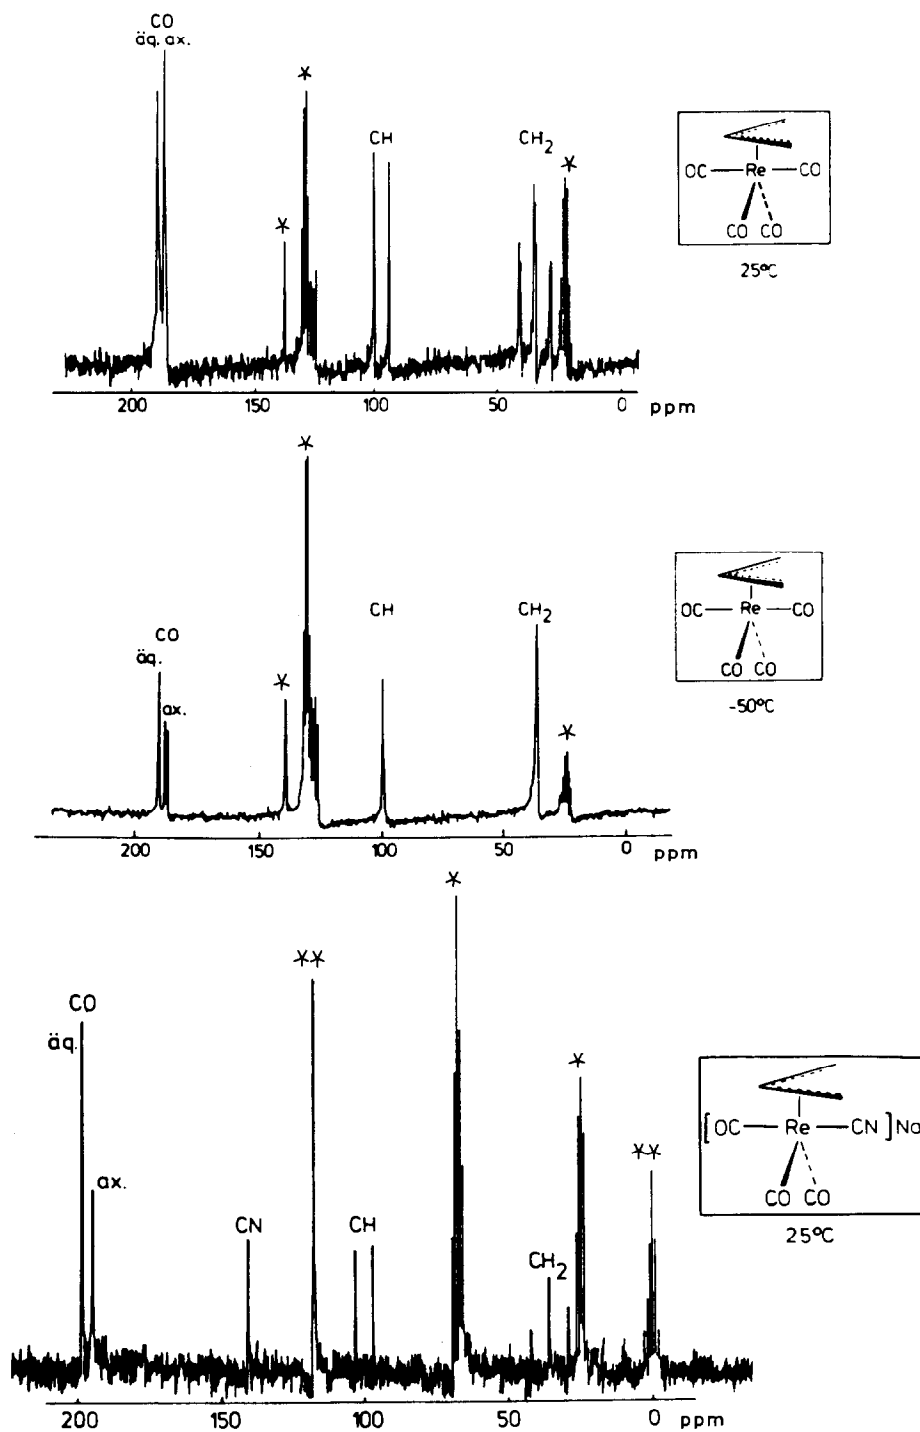 CO
äq. ax.
*
CH
CH2
*
*
OC Re CO
CO CO
25°C
200 150 100 50 0 ppm
*
CO
äq.
ax.
*
CH
CH2
*
OC Re CO
CO CO
-50°C
200 150 100 50 0 ppm
*
**
CO
äq.
ax.
CN
CH
CH2
*
**
[OC Re CN]Na
CO CO
25°C
200 150 100 50 0 ppm